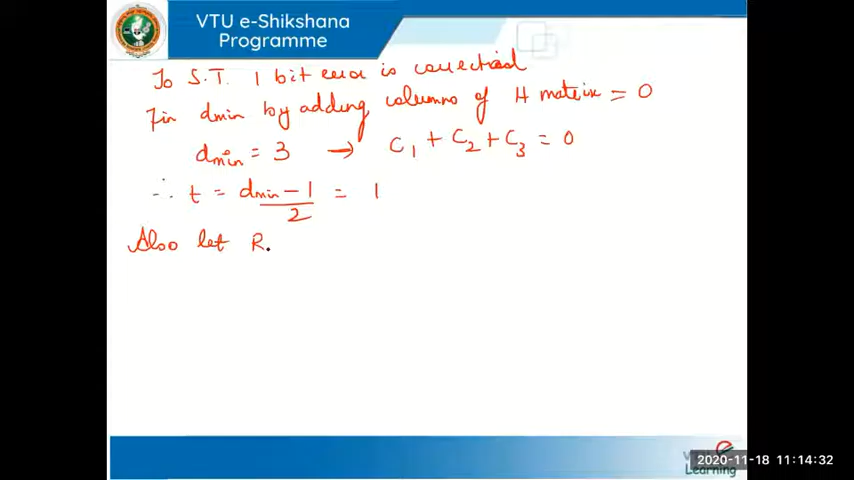 VTU e-Shikshana
Programme
To S.T. 1 bit error is corrected
Fin dmin by adding columns of H matrix = 0
dmin = 3 → C1 + C2 + C3 = 0
∴ t = dmin - 1 / 2 = 1
Also let R
2020-11-18 11:14:32
Learning